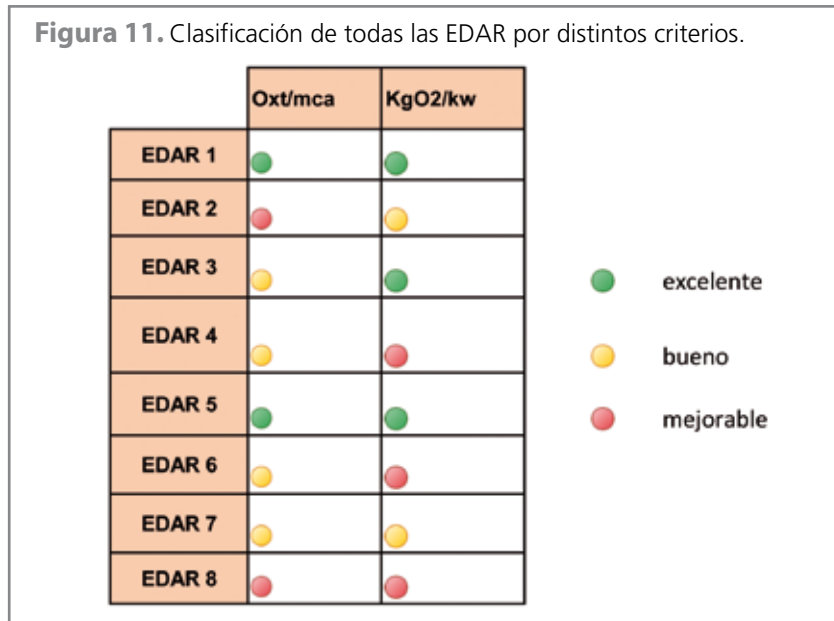 Figura 11. Clasificación de todas las EDAR por distintos criterios.
Oxt/mca KgO2/kw
EDAR 1
EDAR 2
EDAR 3
EDAR 4
EDAR 5
EDAR 6
EDAR 7
EDAR 8
excelente
bueno
mejorable